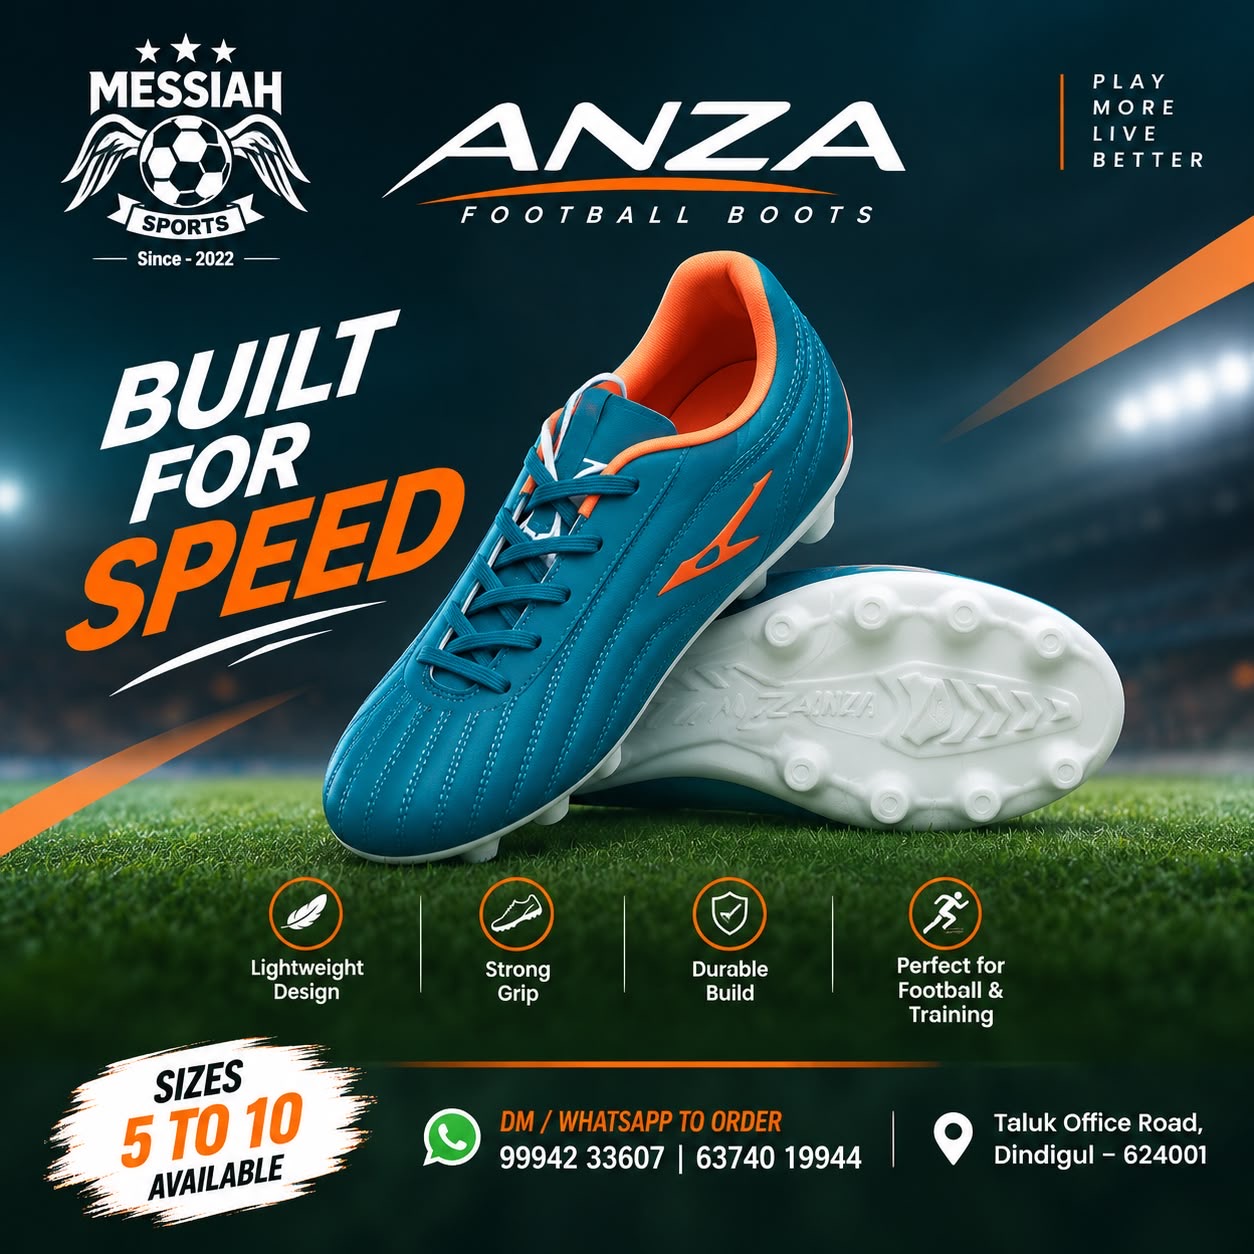 MESSIAH
SPORTS
Since - 2022
ANZA
FOOTBALL BOOTS
PLAY
MORE
LIVE
BETTER
BUILT
FOR
SPEED
Lightweight
Design
Strong
Grip
Durable
Build
Perfect for
Football &
Training
SIZES
5 TO 10
AVAILABLE
DM / WHATSAPP TO ORDER
99942 33607 | 63740 19944
Taluk Office Road,
Dindigul – 624001